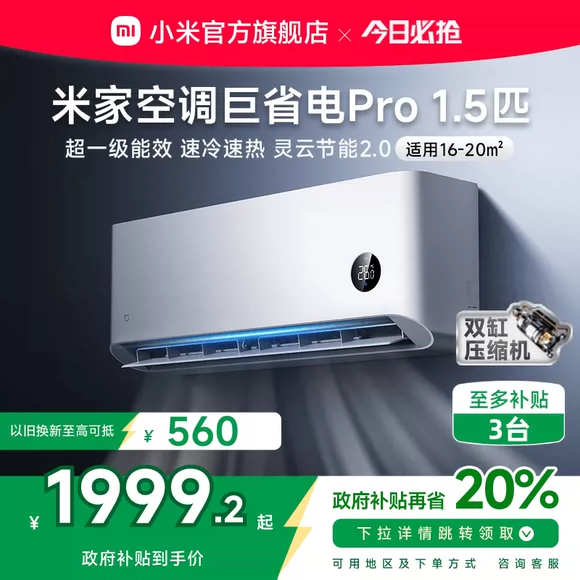 小米官方旗舰店 × 今日必抢
米家空调巨省电Pro 1.5匹
超一级能效 速冷速热 灵云节能2.0 适用16-20m²
26.0
双缸
压缩机
以旧换新至高可抵 ¥560
至多补贴
3台
¥1999.2起
政府补贴到手价
政府补贴再省20%
下拉详情跳转领取
可用地区及下单方式 咨询客服